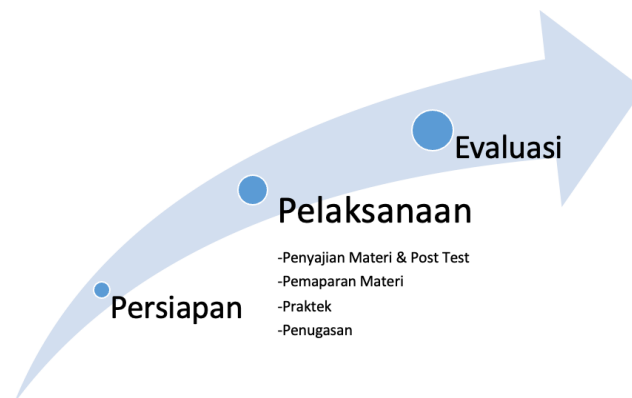 Persiapan
Pelaksanaan
-Penyajian Materi & Post Test
-Pemaparan Materi
-Praktek
-Penugasan
Evaluasi